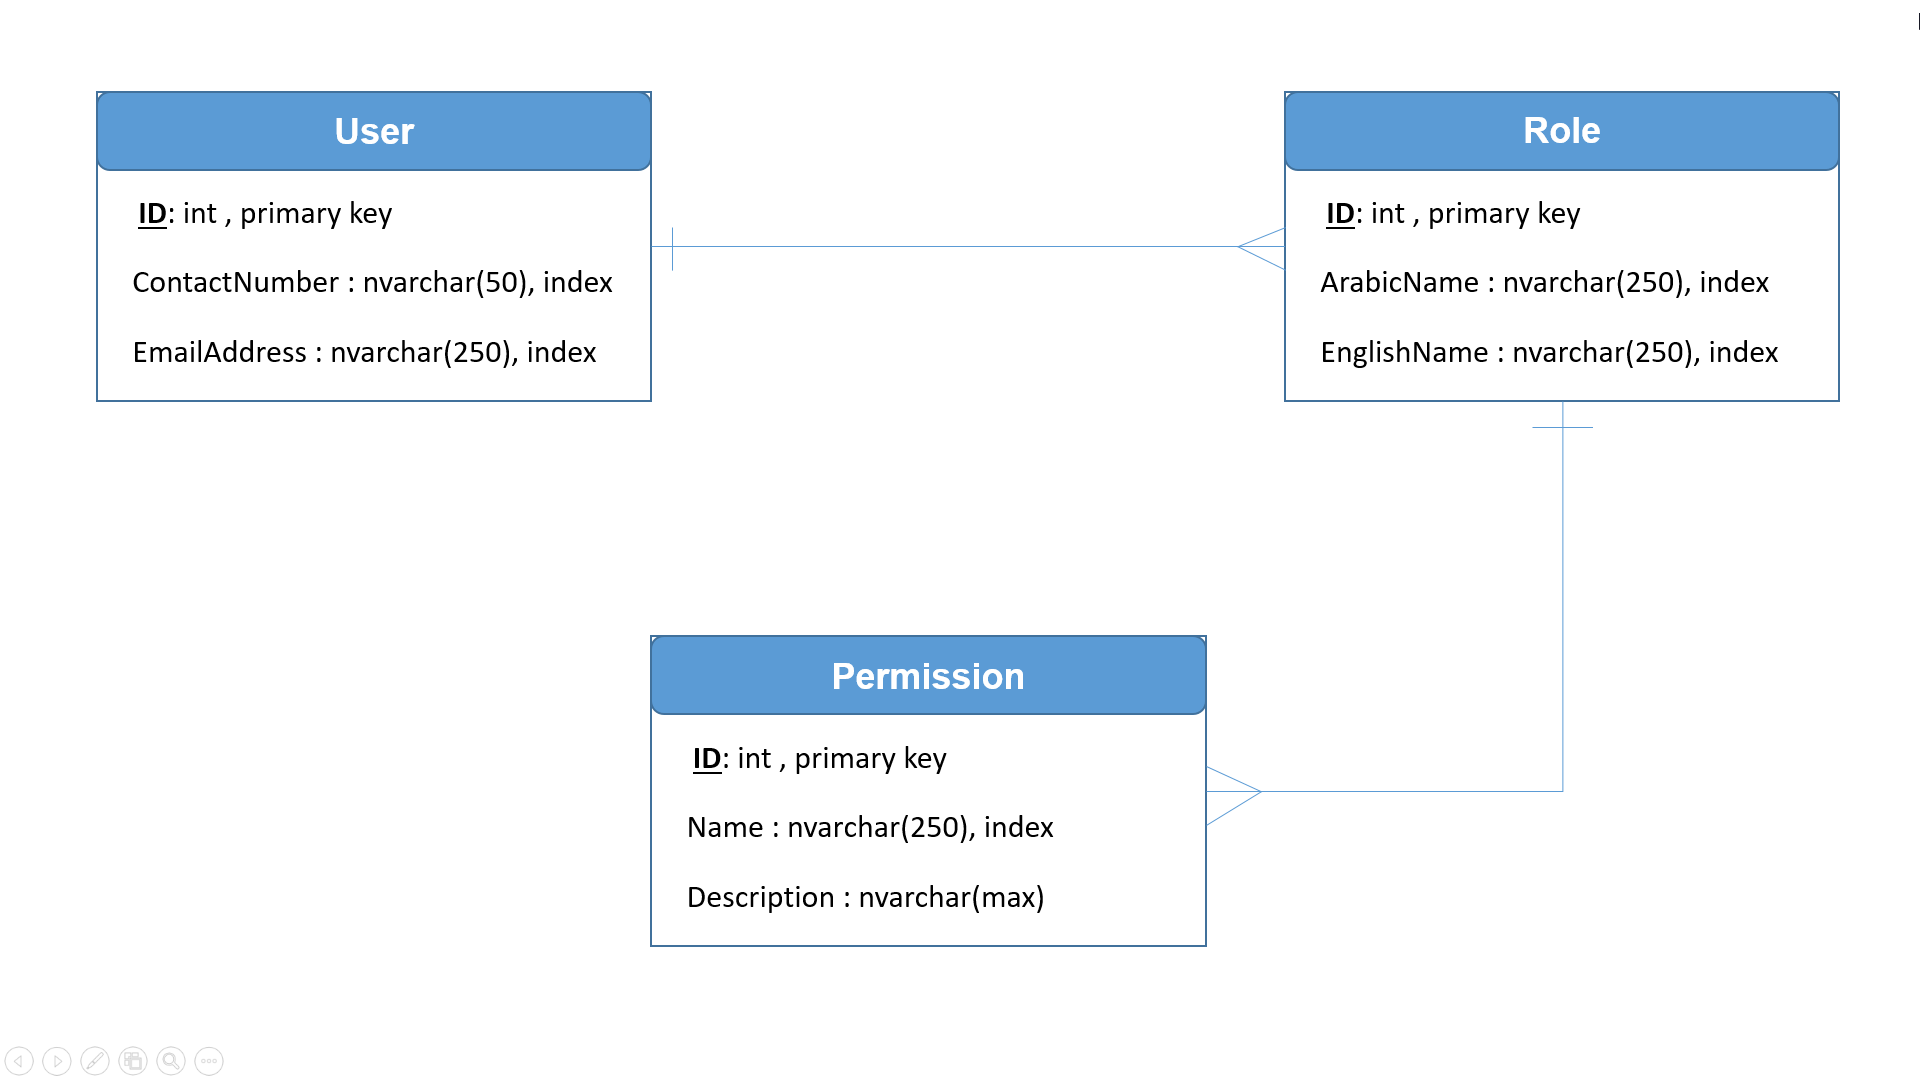 User
ID: int , primary key
ContactNumber : nvarchar(50), index
EmailAddress : nvarchar(250), index
Role
ID: int , primary key
ArabicName : nvarchar(250), index
EnglishName : nvarchar(250), index
Permission
ID: int , primary key
Name : nvarchar(250), index
Description : nvarchar(max)